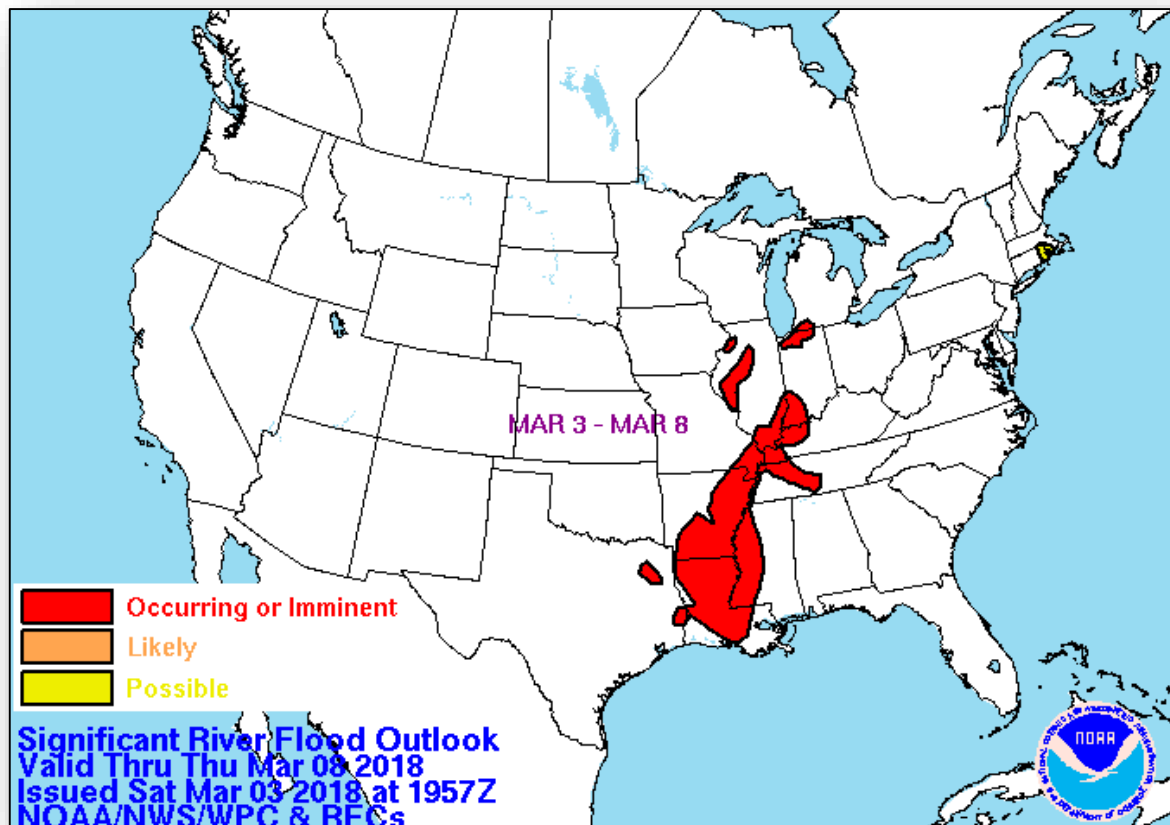 MAR 3 - MAR 8
Occurring or Imminent
Likely
Possible
Significant River Flood Outlook
Valid Thru Thu Mar 08 2018
Issued Sat Mar 03 2018 at 1957Z
NOAA/NWS/WPC & RFCs
NOAA